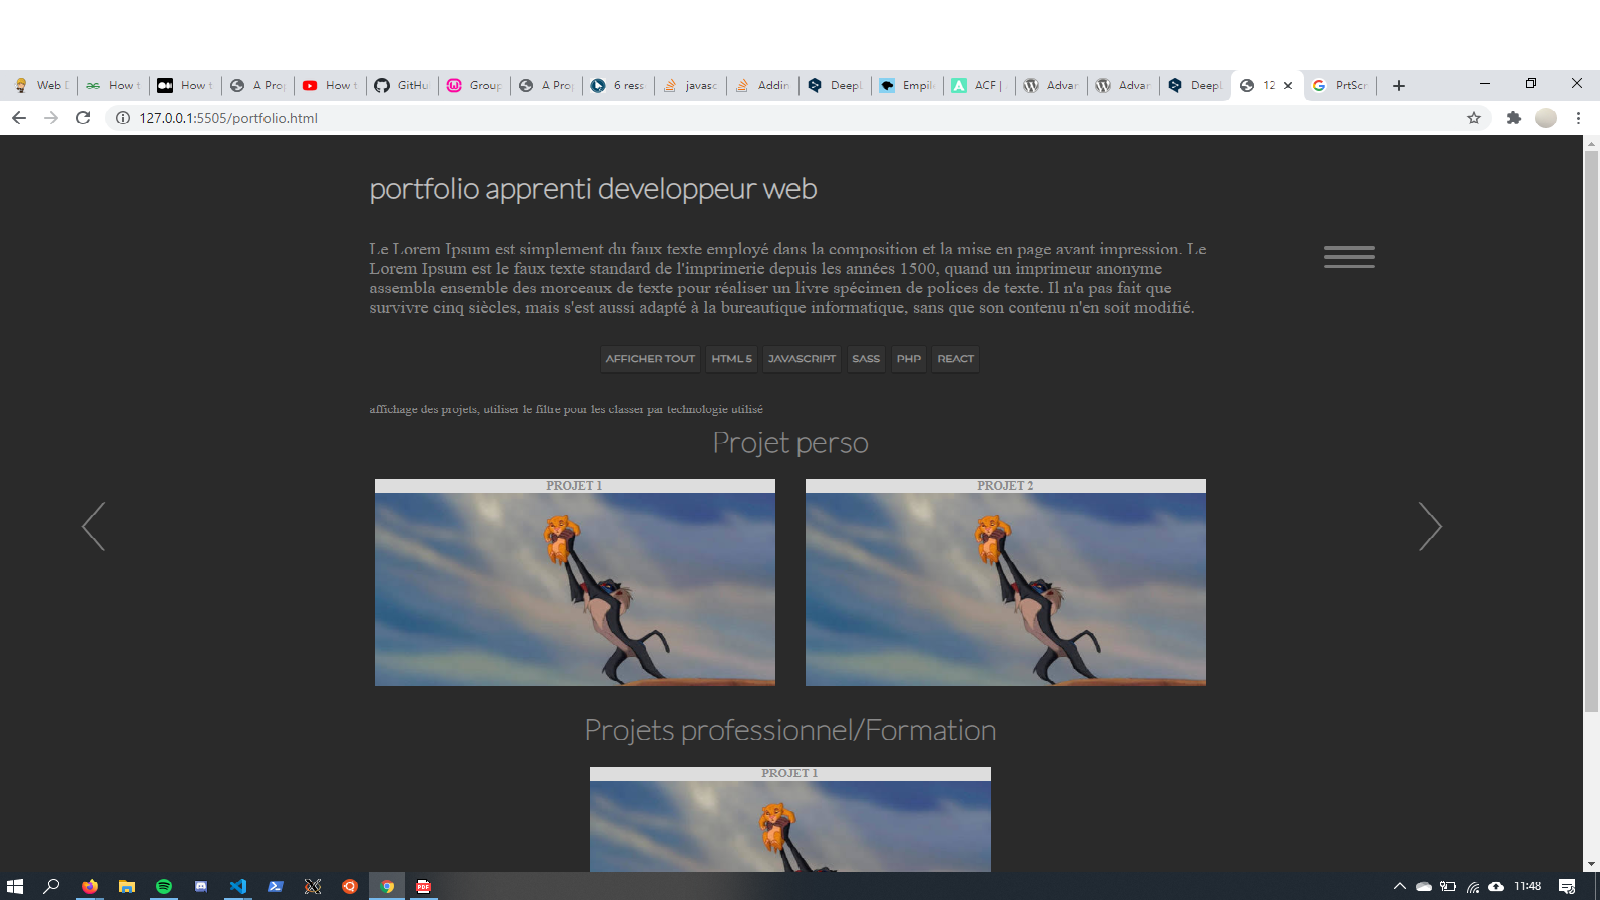 Web D
How t
How t
A Pro
How t
GitHu
Group
A Pro
6 ress
javasc
Addin
DeepL
Empile
ACF |
Advan
Advan
DeepL
12
PrtScr
127.0.0.1:5505/portfolio.html
portfolio apprenti developpeur web
Le Lorem Ipsum est simplement du faux texte employé dans la composition et la mise en page avant impression. Le
Lorem Ipsum est le faux texte standard de l'imprimerie depuis les années 1500, quand un imprimeur anonyme
assembla ensemble des morceaux de texte pour réaliser un livre spécimen de polices de texte. Il n'a pas fait que
survivre cinq siècles, mais s'est aussi adapté à la bureautique informatique, sans que son contenu n'en soit modifié.
AFFICHER TOUT HTML 5 JAVASCRIPT SASS PHP REACT
affichage des projets, utiliser le filtre pour les classer par technologie utilisé
Projet perso
PROJET 1
PROJET 2
Projets professionnel/Formation
PROJET 1
PDF
11:48